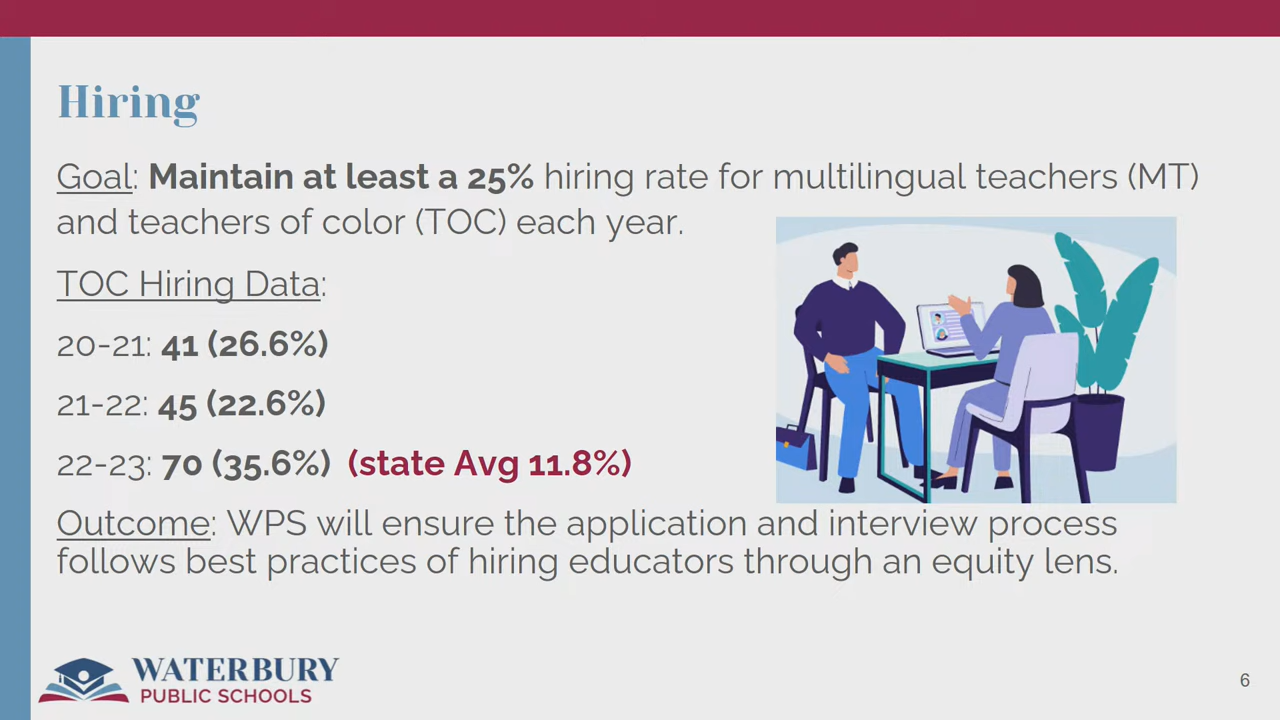 Hiring
Goal: Maintain at least a 25% hiring rate for multilingual teachers (MT)
and teachers of color (TOC) each year.
TOC Hiring Data:
20-21: 41 (26.6%)
21-22: 45 (22.6%)
22-23: 70 (35.6%) (state Avg 11.8%)
Outcome: WPS will ensure the application and interview process
follows best practices of hiring educators through an equity lens.
WATERBURY
PUBLIC SCHOOLS
6